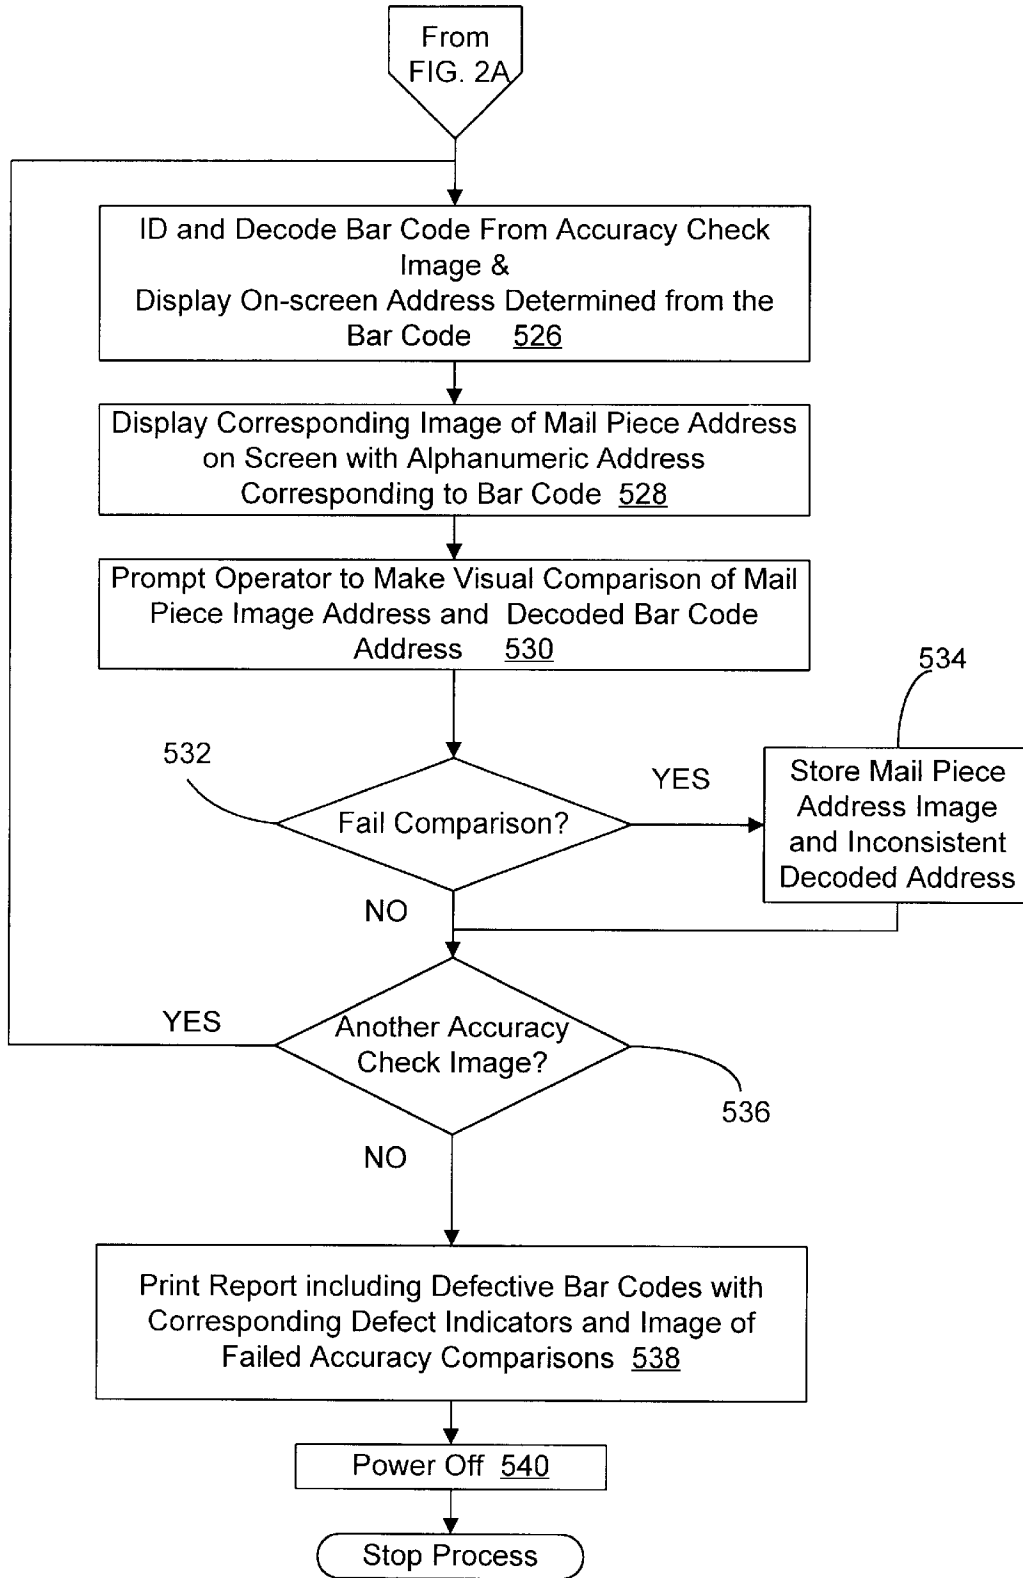 From
FIG. 2A
ID and Decode Bar Code From Accuracy Check
Image &
Display On-screen Address Determined from the
Bar Code 526
Display Corresponding Image of Mail Piece Address
on Screen with Alphanumeric Address
Corresponding to Bar Code 528
Prompt Operator to Make Visual Comparison of Mail
Piece Image Address and Decoded Bar Code
Address 530
534
532
Fail Comparison?
YES
Store Mail Piece
Address Image
and Inconsistent
Decoded Address
NO
YES
Another Accuracy
Check Image?
536
NO
Print Report including Defective Bar Codes with
Corresponding Defect Indicators and Image of
Failed Accuracy Comparisons 538
Power Off 540
Stop Process